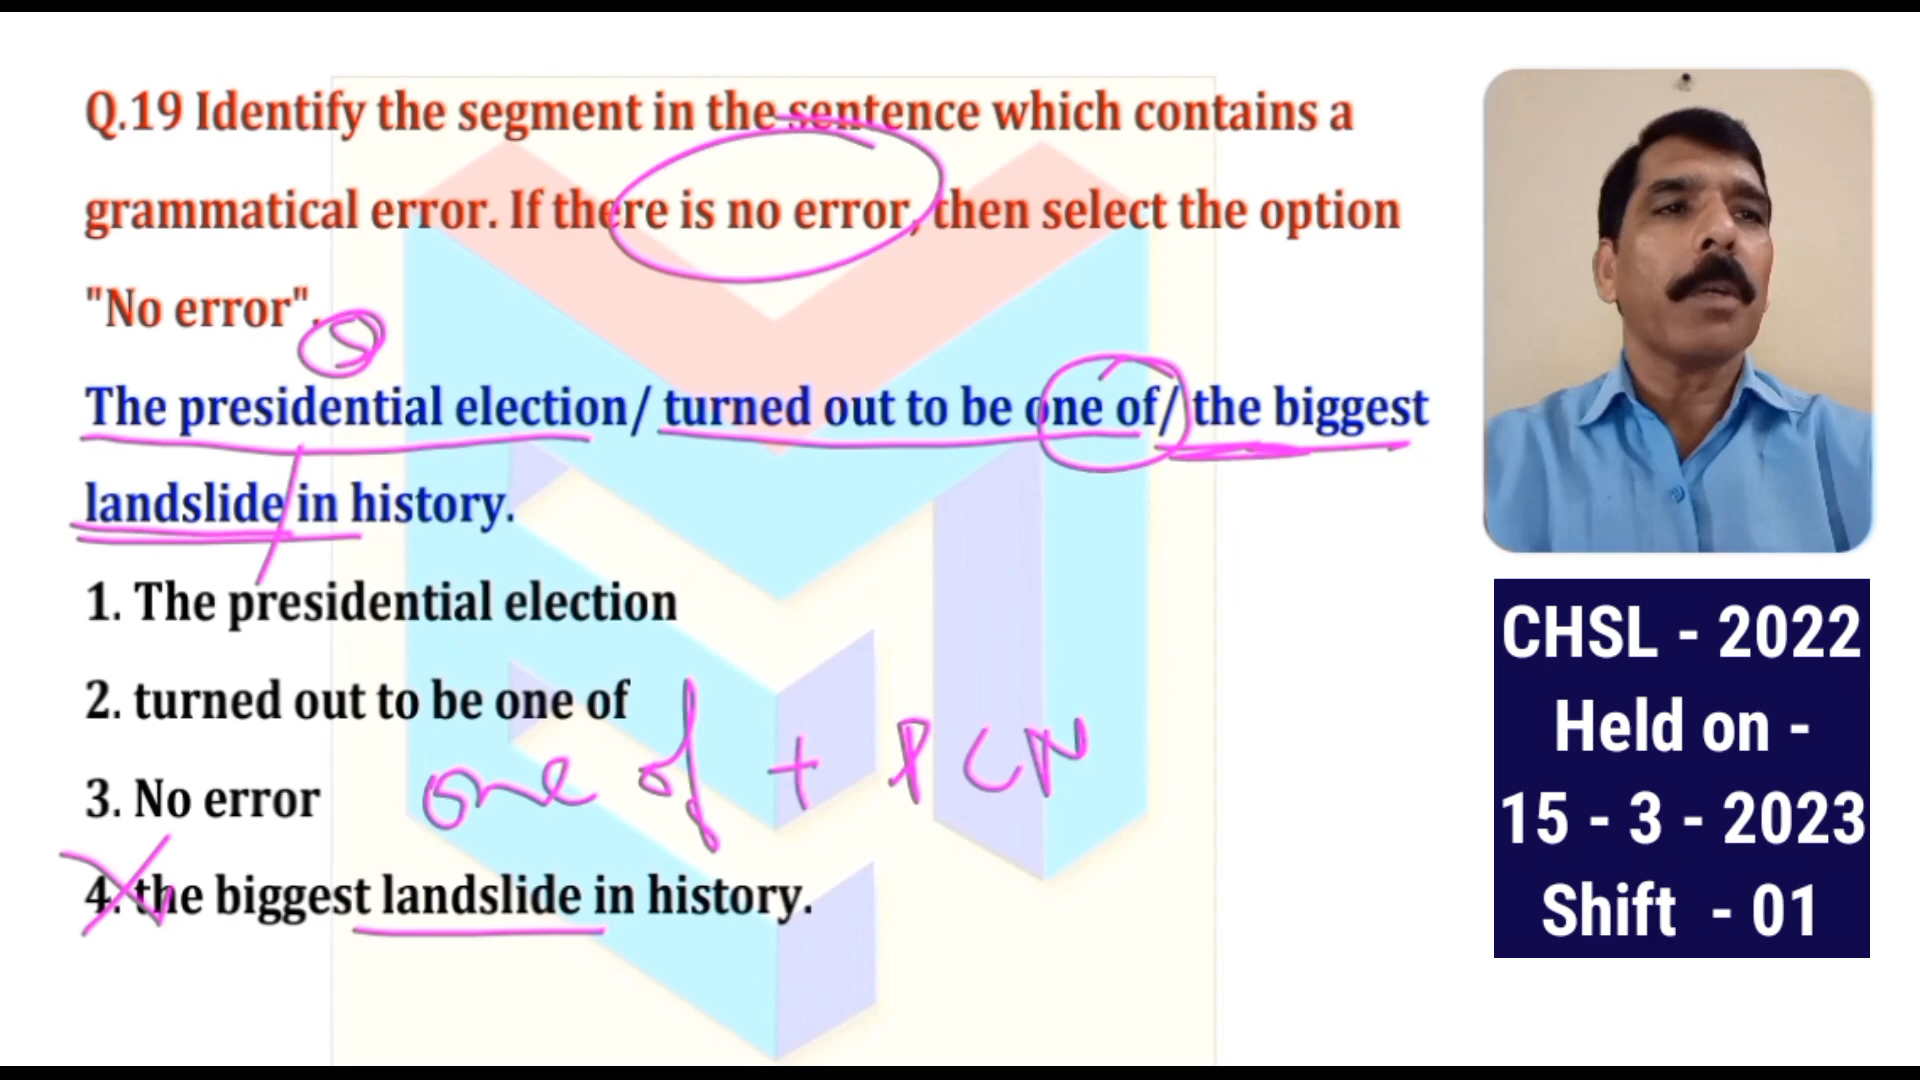 Q.19 Identify the segment in the sentence which contains a
grammatical error. If there is no error, then select the option
"No error".
S
The presidential election/ turned out to be one of/ the biggest
landslide in history.
1. The presidential election
2. turned out to be one of
3. No error
one of + PCN
4. the biggest landslide in history.
CHSL - 2022
Held on -
15 - 3 - 2023
Shift - 01